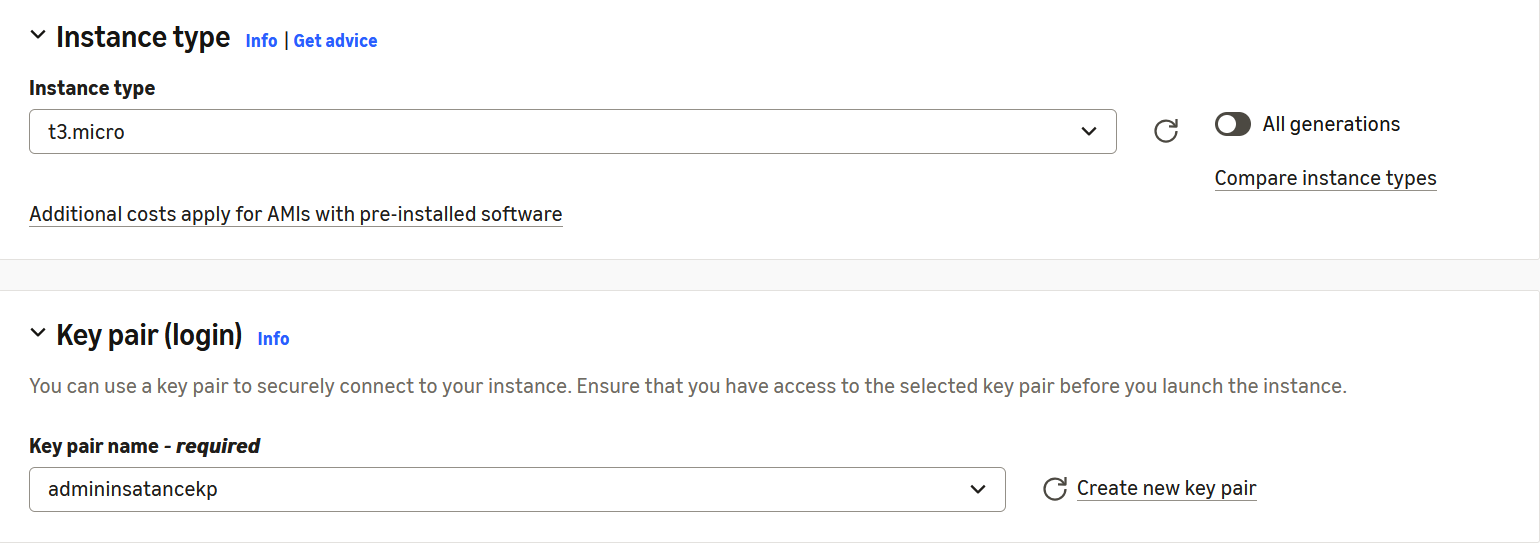 Instance type Info | Get advice
Instance type
t3.micro
All generations
Compare instance types
Additional costs apply for AMIs with pre-installed software
Key pair (login) Info
You can use a key pair to securely connect to your instance. Ensure that you have access to the selected key pair before you launch the instance.
Key pair name - required
admininsatancekp
Create new key pair